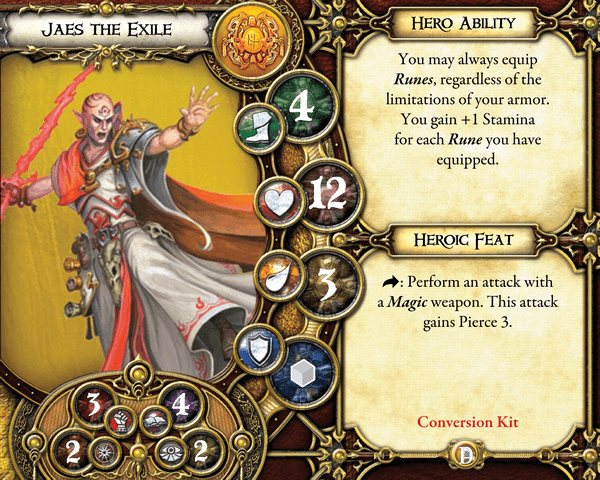 Jaes the Exile
4
12
3
3
4
2
2
Hero Ability
You may always equip
Runes, regardless of the
limitations of your armor.
You gain +1 Stamina
for each Rune you have
equipped.
Heroic Feat
: Perform an attack with
a Magic weapon. This attack
gains Pierce 3.
Conversion Kit